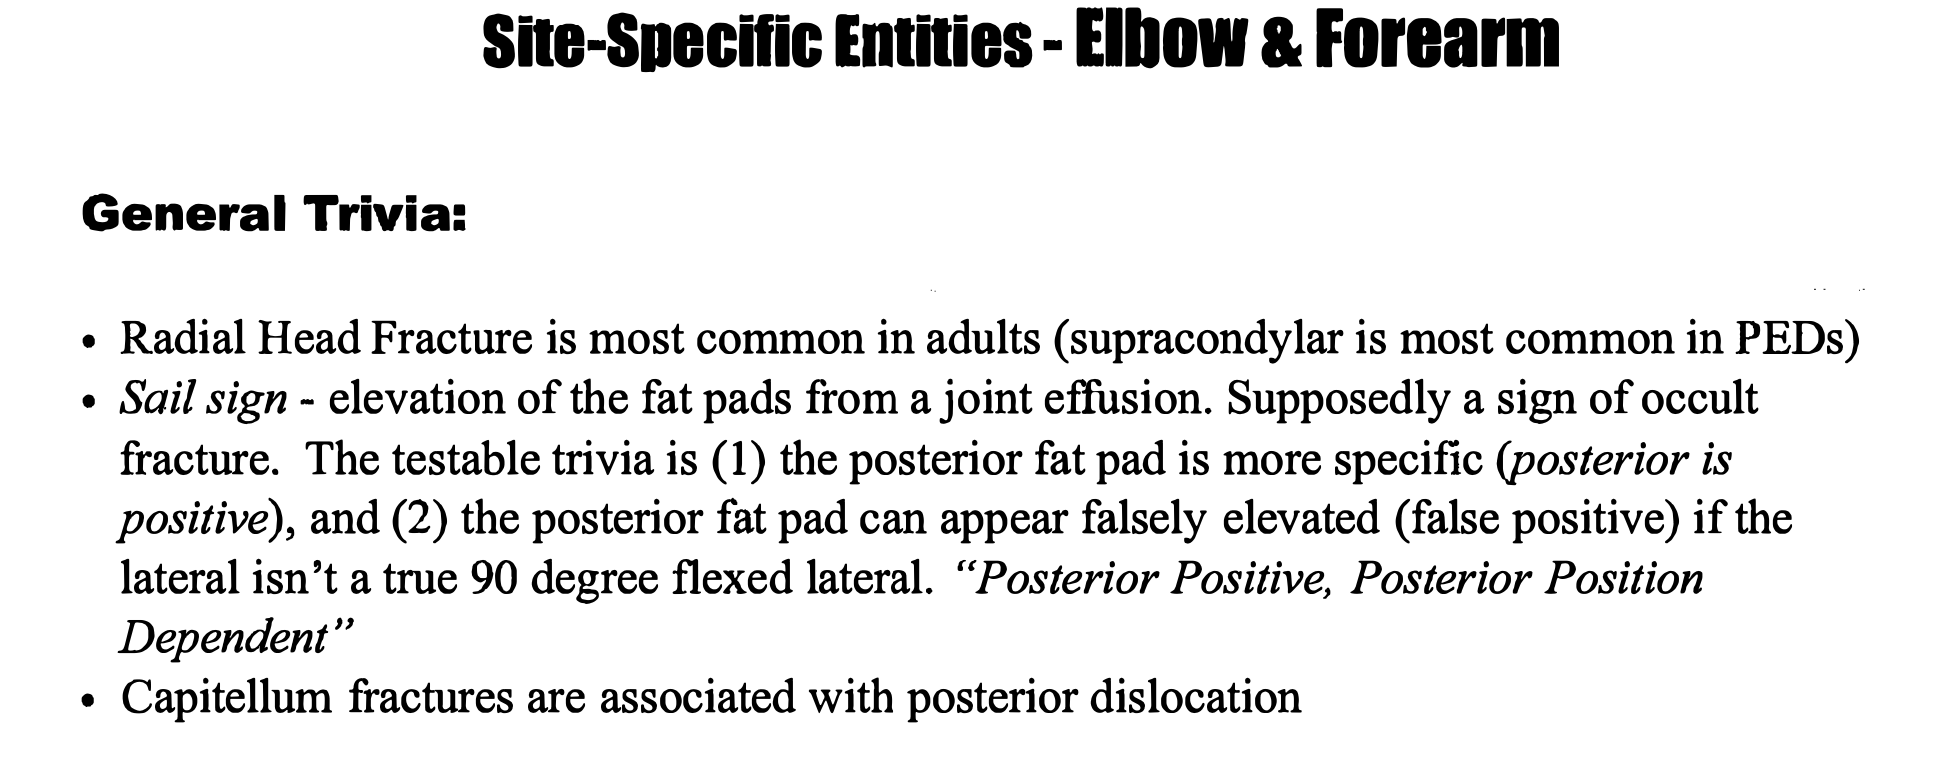 Site-Specific Entities - Elbow & Forearm
General Trivia:
• Radial Head Fracture is most common in adults (supracondylar is most common in PEDs)
• Sail sign - elevation of the fat pads from a joint effusion. Supposedly a sign of occult
fracture.  The testable trivia is (1) the posterior fat pad is more specific (posterior is
positive), and (2) the posterior fat pad can appear falsely elevated (false positive) if the
lateral isn’t a true 90 degree flexed lateral. “Posterior Positive, Posterior Position
Dependent”
• Capitellum fractures are associated with posterior dislocation